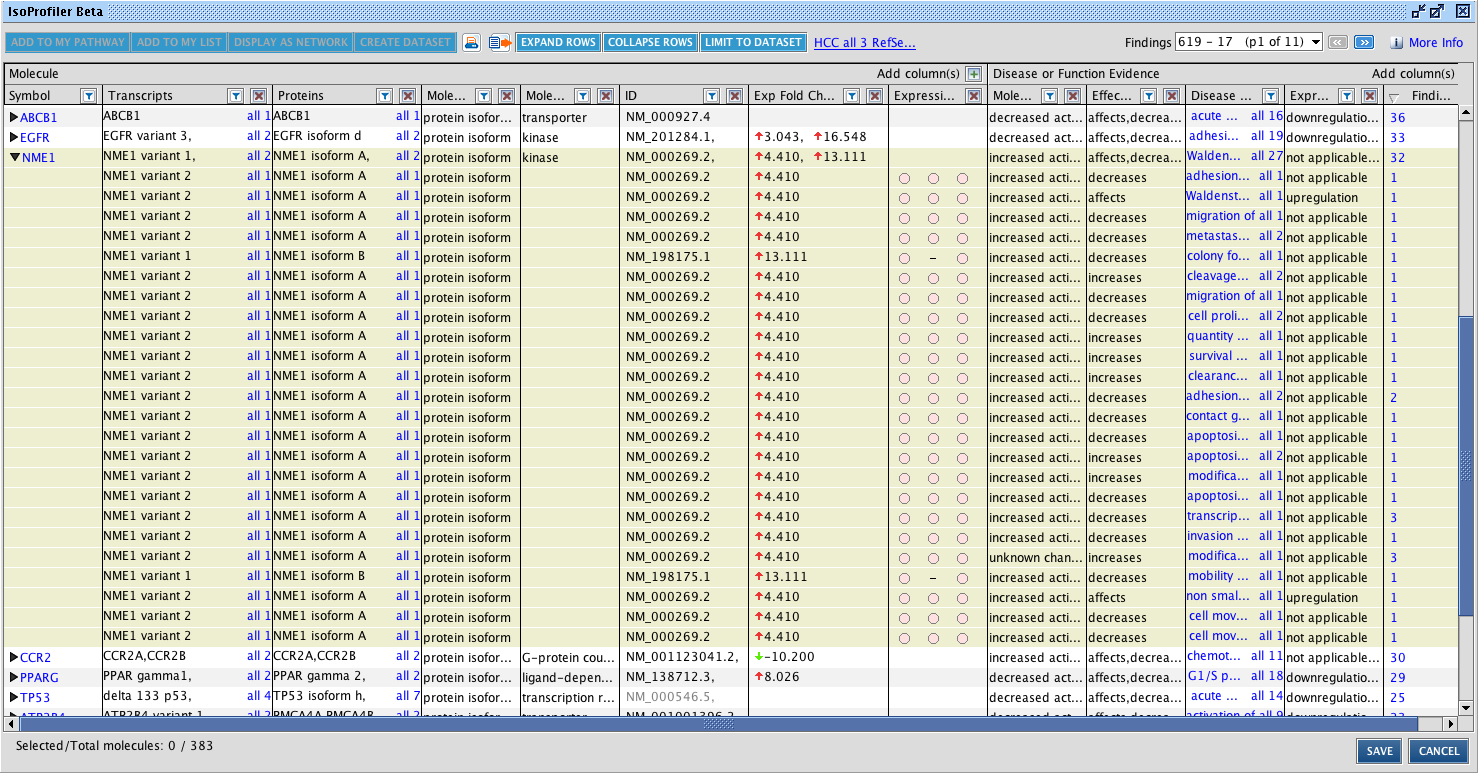 IsoProfiler Beta
ADD TO MY PATHWAY ADD TO MY LIST DISPLAY AS NETWORK CREATE DATASET EXPAND ROWS COLLAPSE ROWS LIMIT TO DATASET HCC all 3 RefSe... Findings 619 - 17 (p1 of 11) More Info
Molecule Add column(s) Disease or Function Evidence Add column(s)
Symbol Transcripts Proteins Mole... Mole... ID Exp Fold Ch... Expressi... Mole... Effec... Disease ... Expr... Findi...
ABCB1 ABCB1 all 1 ABCB1 all 1 protein isofor... transporter NM_000927.4 decreased act... affects,decrea... acute ... all 16 downregulatio... 36
EGFR EGFR variant 3, all 2 EGFR isoform d all 2 protein isoform kinase NM_201284.1, 3.043, 16.548 decreased act... affects,decrea... adhesi... all 19 downregulatio... 33
NME1 NME1 variant 1, all 2 NME1 isoform A, all 2 protein isoform kinase NM_000269.2, 4.410, 13.111 increased acti... affects,decrea... Walden... all 27 not applicable... 32
NME1 variant 2 all 1 NME1 isoform A all 1 protein isoform NM_000269.2 4.410 increased acti... decreases adhesion... all 1 not applicable 1
NME1 variant 2 all 1 NME1 isoform A all 1 protein isoform NM_000269.2 4.410 increased acti... affects Waldenst... all 1 upregulation 1
NME1 variant 2 all 1 NME1 isoform A all 1 protein isoform NM_000269.2 4.410 increased acti... decreases migration of all 1 not applicable 1
NME1 variant 2 all 1 NME1 isoform A all 1 protein isoform NM_000269.2 4.410 increased acti... decreases metastas... all 2 not applicable 1
NME1 variant 1 all 1 NME1 isoform B all 1 protein isoform NM_198175.1 13.111 – increased acti... decreases colony fo... all 1 not applicable 1
NME1 variant 2 all 1 NME1 isoform A all 1 protein isoform NM_000269.2 4.410 increased acti... increases cleavage... all 2 not applicable 1
NME1 variant 2 all 1 NME1 isoform A all 1 protein isoform NM_000269.2 4.410 increased acti... decreases migration of all 1 not applicable 1
NME1 variant 2 all 1 NME1 isoform A all 1 protein isoform NM_000269.2 4.410 increased acti... decreases cell proli... all 2 not applicable 1
NME1 variant 2 all 1 NME1 isoform A all 1 protein isoform NM_000269.2 4.410 increased acti... increases quantity ... all 1 not applicable 1
NME1 variant 2 all 1 NME1 isoform A all 1 protein isoform NM_000269.2 4.410 increased acti... decreases survival ... all 1 not applicable 1
NME1 variant 2 all 1 NME1 isoform A all 1 protein isoform NM_000269.2 4.410 increased acti... increases clearanc... all 1 not applicable 1
NME1 variant 2 all 1 NME1 isoform A all 1 protein isoform NM_000269.2 4.410 increased acti... decreases adhesion... all 2 not applicable 2
NME1 variant 2 all 1 NME1 isoform A all 1 protein isoform NM_000269.2 4.410 increased acti... decreases contact g... all 1 not applicable 1
NME1 variant 2 all 1 NME1 isoform A all 1 protein isoform NM_000269.2 4.410 increased acti... decreases apoptosi... all 1 not applicable 1
NME1 variant 2 all 1 NME1 isoform A all 1 protein isoform NM_000269.2 4.410 increased acti... increases apoptosi... all 2 not applicable 1
NME1 variant 2 all 1 NME1 isoform A all 1 protein isoform NM_000269.2 4.410 increased acti... increases modifica... all 1 not applicable 1
NME1 variant 2 all 1 NME1 isoform A all 1 protein isoform NM_000269.2 4.410 increased acti... decreases apoptosi... all 1 not applicable 1
NME1 variant 2 all 1 NME1 isoform A all 1 protein isoform NM_000269.2 4.410 increased acti... decreases transcrip... all 1 not applicable 3
NME1 variant 2 all 1 NME1 isoform A all 1 protein isoform NM_000269.2 4.410 increased acti... decreases invasion ... all 1 not applicable 1
NME1 variant 2 all 1 NME1 isoform A all 1 protein isoform NM_000269.2 4.410 unknown chan... increases modifica... all 1 not applicable 3
NME1 variant 1 all 1 NME1 isoform B all 1 protein isoform NM_198175.1 13.111 – increased acti... decreases mobility ... all 1 not applicable 1
NME1 variant 2 all 1 NME1 isoform A all 1 protein isoform NM_000269.2 4.410 increased acti... affects non smal... all 1 upregulation 1
NME1 variant 2 all 1 NME1 isoform A all 1 protein isoform NM_000269.2 4.410 increased acti... decreases cell mov... all 1 not applicable 1
NME1 variant 2 all 1 NME1 isoform A all 1 protein isoform NM_000269.2 4.410 increased acti... decreases cell mov... all 1 not applicable 1
CCR2 CCR2A,CCR2B all 2 CCR2A,CCR2B all 2 protein isofor... G-protein cou... NM_001123041.2, -10.200 increased acti... affects,decrea... chemot... all 11 not applicable... 30
PPARG PPAR gamma1, all 2 PPAR gamma 2, all 2 protein isofor... ligand-depen... NM_138712.3, 8.026 decreased act... affects,decrea... G1/S p... all 18 downregulatio... 29
TP53 delta 133 p53, all 4 TP53 isoform h, all 7 protein isofor... transcription r... NM_000546.5, decreased act... affects,decrea... acute ... all 14 downregulatio... 25
Selected/Total molecules: 0 / 383
SAVE CANCEL